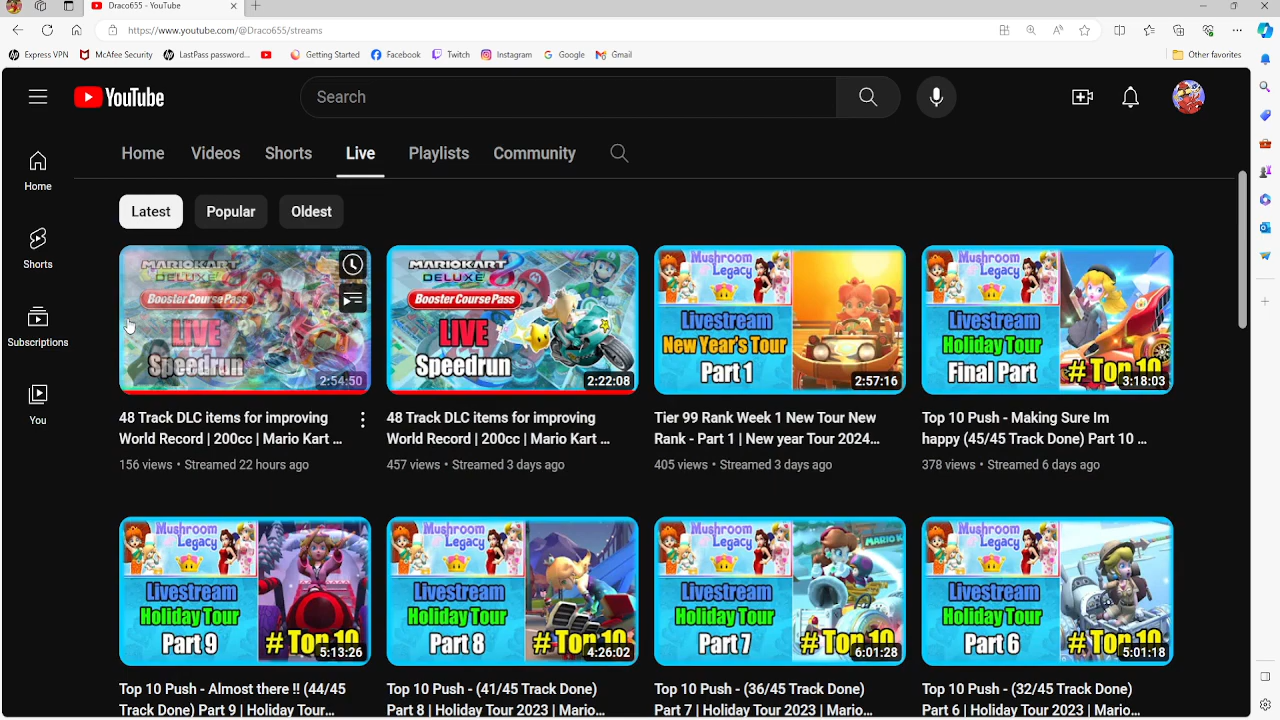 Draco655 - YouTube
https://www.youtube.com/@Draco655/streams
Express VPN
McAfee Security
LastPass password...
Getting Started
Facebook
Twitch
Instagram
Google
Gmail
Other favorites
YouTube
Search
Home
Videos
Shorts
Live
Playlists
Community
Latest
Popular
Oldest
Home
Shorts
Subscriptions
You
MARIOKART
DELUXE
Booster Course Pass
LIVE
Speedrun
2:54:50
48 Track DLC items for improving
World Record | 200cc | Mario Kart ...
156 views • Streamed 22 hours ago
MARIOKART
DELUXE 8
Booster Course Pass
LIVE
Speedrun
2:22:08
48 Track DLC items for improving
World Record | 200cc | Mario Kart ...
457 views • Streamed 3 days ago
Mushroom
Legacy
Livestream
New Year's Tour
Part 1
2:57:16
Tier 99 Rank Week 1 New Tour New
Rank - Part 1 | New year Tour 2024...
405 views • Streamed 3 days ago
Mushroom
Legacy
Livestream
Holiday Tour
Final Part
# Top 10
3:18:03
Top 10 Push - Making Sure Im
happy (45/45 Track Done) Part 10 ...
378 views • Streamed 6 days ago
Mushroom
Legacy
Livestream
Holiday Tour
Part 9
# Top 10
5:13:26
Top 10 Push - Almost there !! (44/45
Track Done) Part 9 | Holiday Tour...
Mushroom
Legacy
Livestream
Holiday Tour
Part 8
# Top 10
4:26:02
Top 10 Push - (41/45 Track Done)
Part 8 | Holiday Tour 2023 | Mario...
Mushroom
Legacy
Livestream
Holiday Tour
Part 7
# Top 10
6:01:28
Top 10 Push - (36/45 Track Done)
Part 7 | Holiday Tour 2023 | Mario...
Mushroom
Legacy
Livestream
Holiday Tour
Part 6
# Top 10
5:01:18
Top 10 Push - (32/45 Track Done)
Part 6 | Holiday Tour 2023 | Mario...